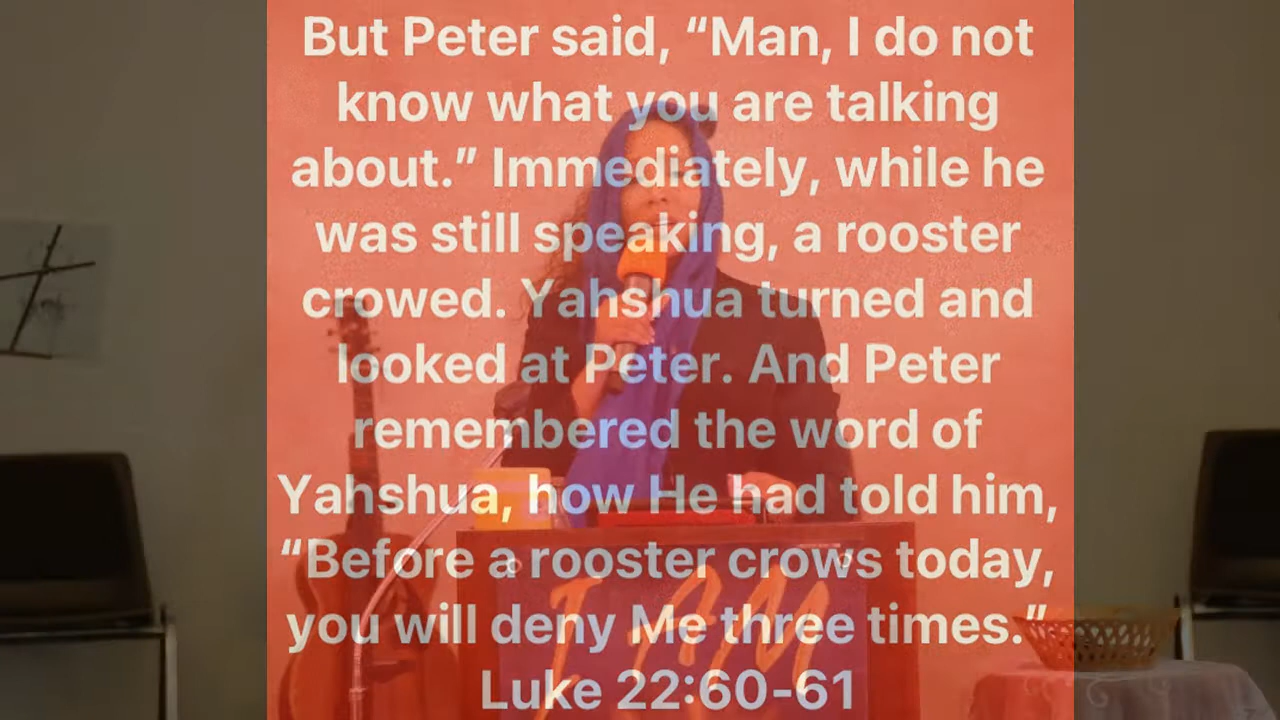 But Peter said, “Man, I do not
know what you are talking
about.” Immediately, while he
was still speaking, a rooster
crowed. Yahshua turned and
looked at Peter. And Peter
remembered the word of
Yahshua, how He had told him,
“Before a rooster crows today,
you will deny Me three times.”
Luke 22:60-61
I AM